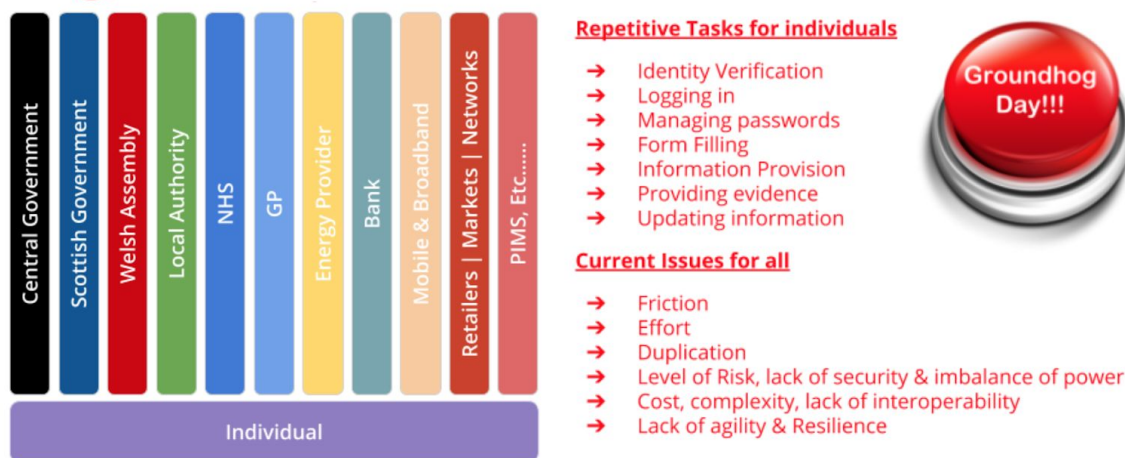 Central Government
Scottish Government
Welsh Assembly
Local Authority
NHS
GP
Energy Provider
Bank
Mobile & Broadband
Retailers | Markets | Networks
PIMS, Etc......
Individual
Repetitive Tasks for individuals
➔ Identity Verification
➔ Logging in
➔ Managing passwords
➔ Form Filling
➔ Information Provision
➔ Providing evidence
➔ Updating information
Current Issues for all
➔ Friction
➔ Effort
➔ Duplication
➔ Level of Risk, lack of security & imbalance of power
➔ Cost, complexity, lack of interoperability
➔ Lack of agility & Resilience
Groundhog
Day!!!